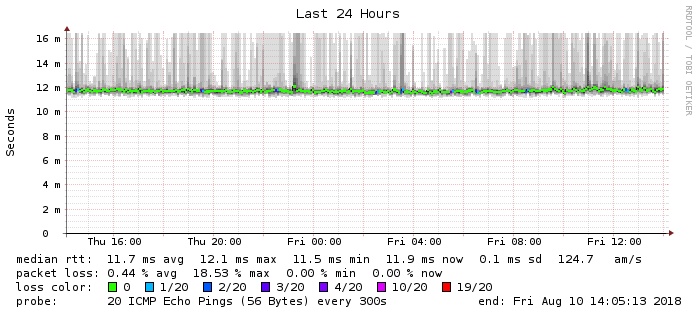 Last 24 Hours
RRDTOOL / TOBI OETIKER
Seconds
16 m
14 m
12 m
10 m
8 m
6 m
4 m
2 m
0
Thu 16:00 Thu 20:00 Fri 00:00 Fri 04:00 Fri 08:00 Fri 12:00
median rtt: 11.7 ms avg 12.1 ms max 11.5 ms min 11.9 ms now 0.1 ms sd 124.7 am/s
packet loss: 0.44 % avg 18.53 % max 0.00 % min 0.00 % now
loss color: 0 1/20 2/20 3/20 4/20 10/20 19/20
probe: 20 ICMP Echo Pings (56 Bytes) every 300s end: Fri Aug 10 14:05:13 2018